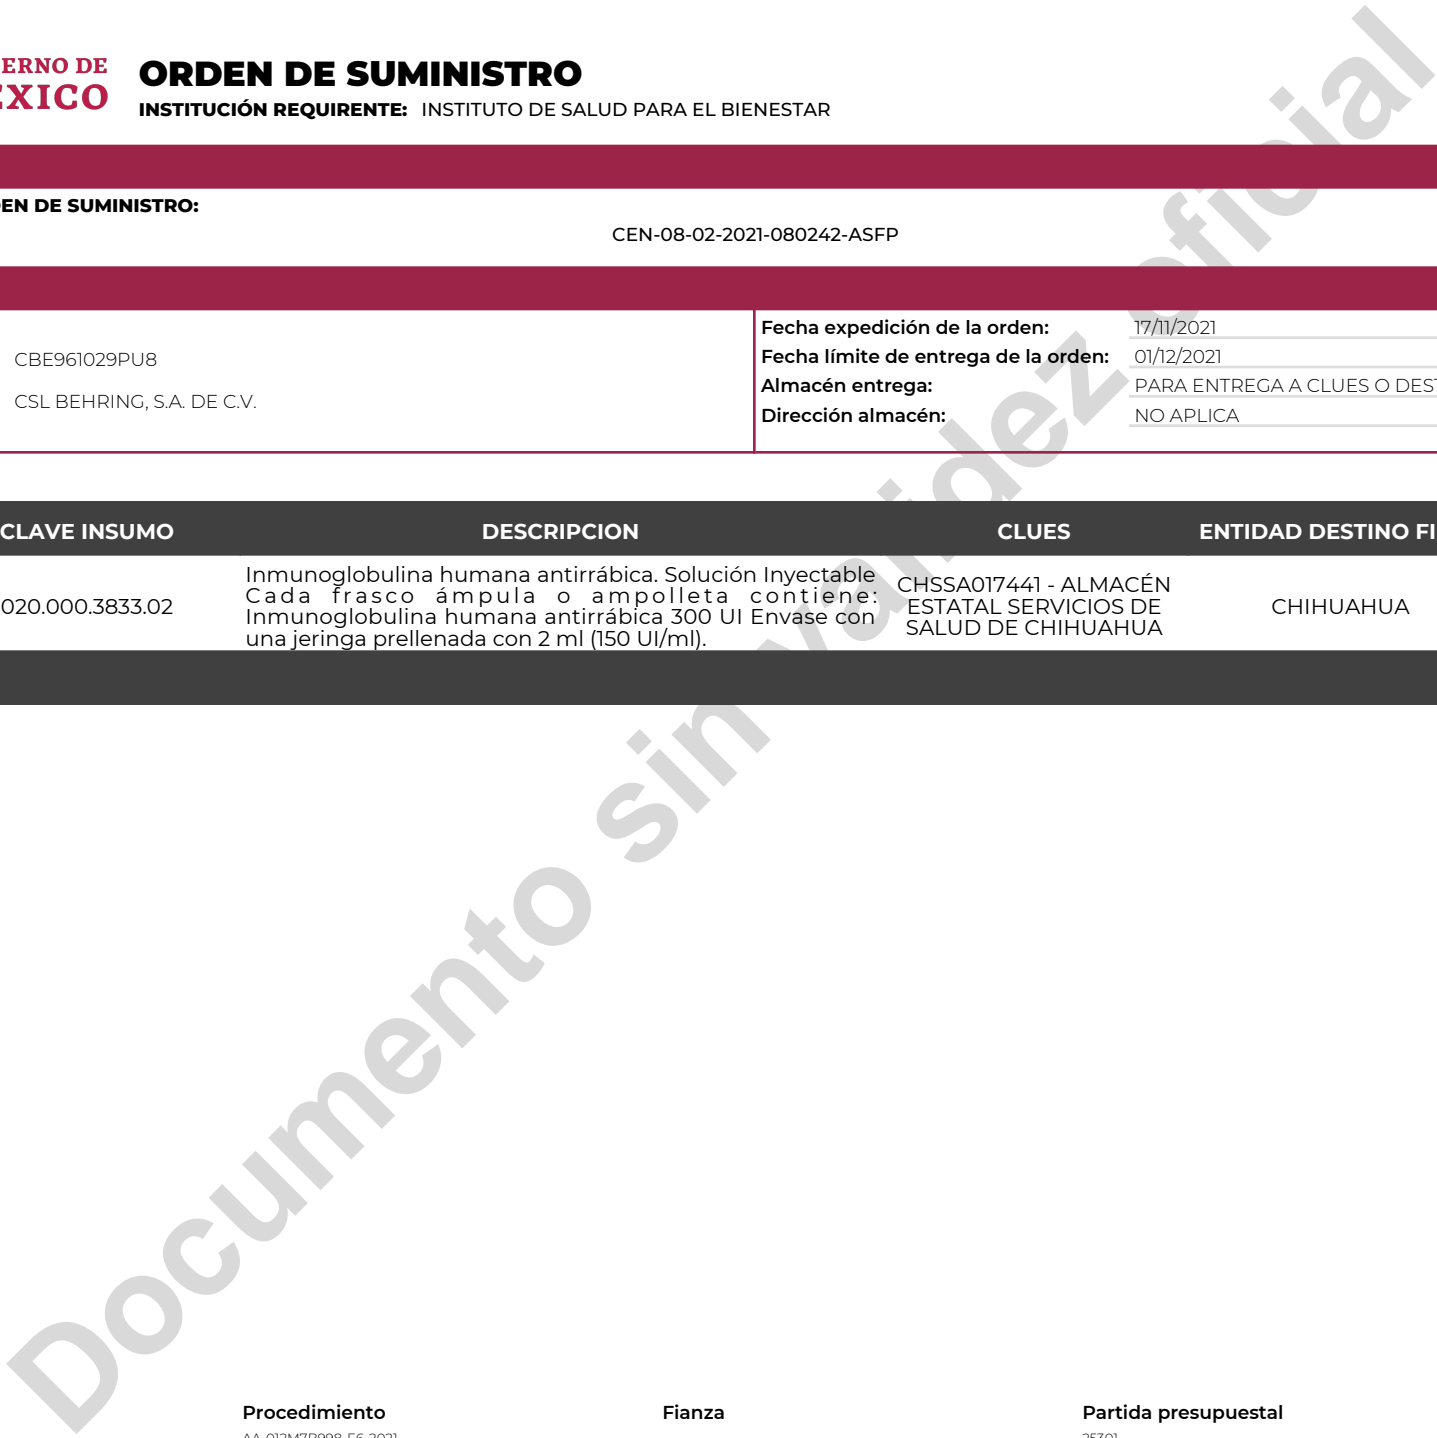 ERNO DE
EXICO
ORDEN DE SUMINISTRO
INSTITUCIÓN REQUIRENTE: INSTITUTO DE SALUD PARA EL BIENESTAR
EN DE SUMINISTRO:
CEN-08-02-2021-080242-ASFP
CBE961029PU8
CSL BEHRING, S.A. DE C.V.
Fecha expedición de la orden: 17/11/2021
Fecha límite de entrega de la orden: 01/12/2021
Almacén entrega: PARA ENTREGA A CLUES O DEST
Dirección almacén: NO APLICA
CLAVE INSUMO DESCRIPCION CLUES ENTIDAD DESTINO FI
020.000.3833.02
Inmunoglobulina humana antirrábica. Solución Inyectable
Cada frasco ámpula o ampolleta contiene:
Inmunoglobulina humana antirrábica 300 UI Envase con
una jeringa prellenada con 2 ml (150 UI/ml).
CHSSA017441 - ALMACÉN
ESTATAL SERVICIOS DE
SALUD DE CHIHUAHUA
CHIHUAHUA
Documento sin validez oficial
Procedimiento Fianza Partida presupuestal
25301